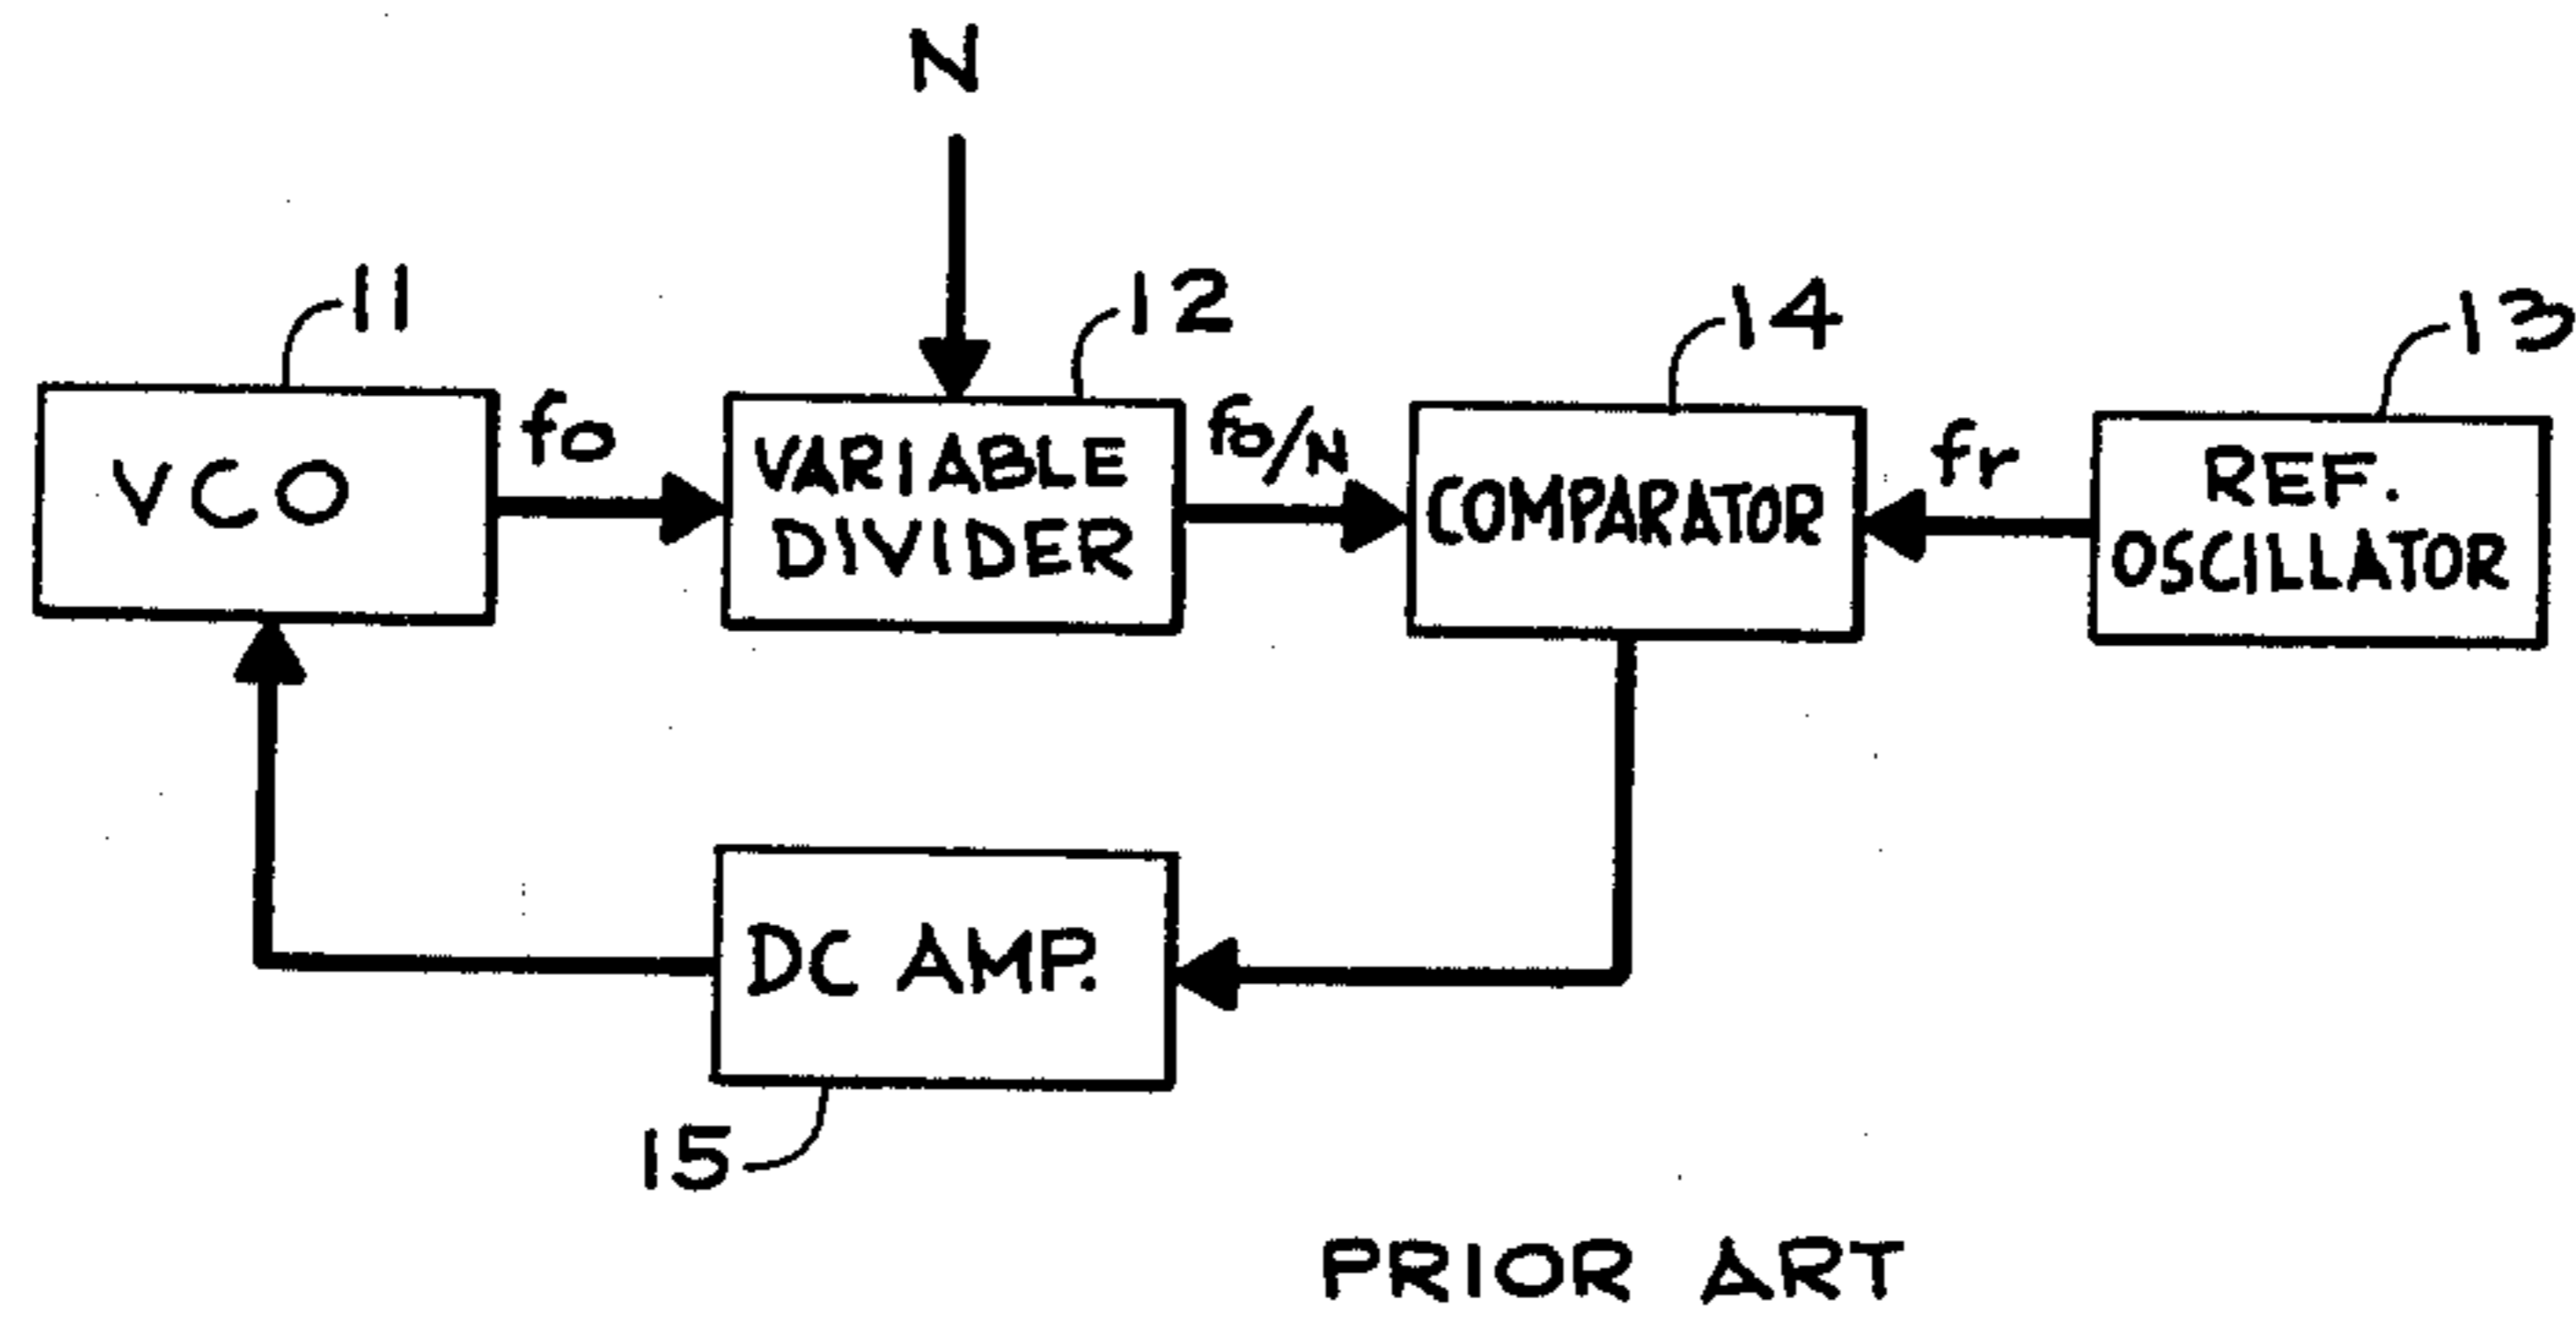 N
11
12
14
13
VCO
fo
VARIABLE
DIVIDER
fo/N
COMPARATOR
fr
REF.
OSCILLATOR
DC AMP.
15
PRIOR ART